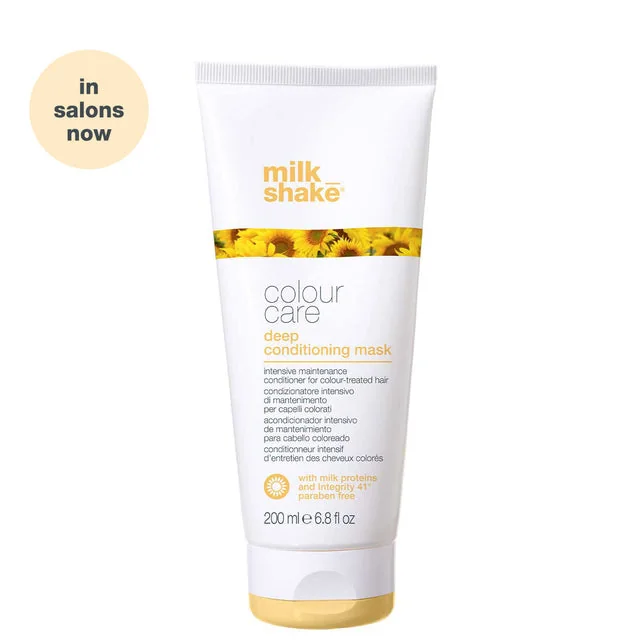 in
salons
now
milk_
shake®
colour
care
deep
conditioning mask
intensive maintenance
conditioner for colour-treated hair
condizionatore intensivo
di mantenimento
per capelli colorati
acondicionador intensivo
de mantenimiento
para cabello coloreado
conditionneur intensif
d'entretien des cheveux colorés
with milk proteins
and Integrity 41®
paraben free
200 ml e 6.8 fl oz